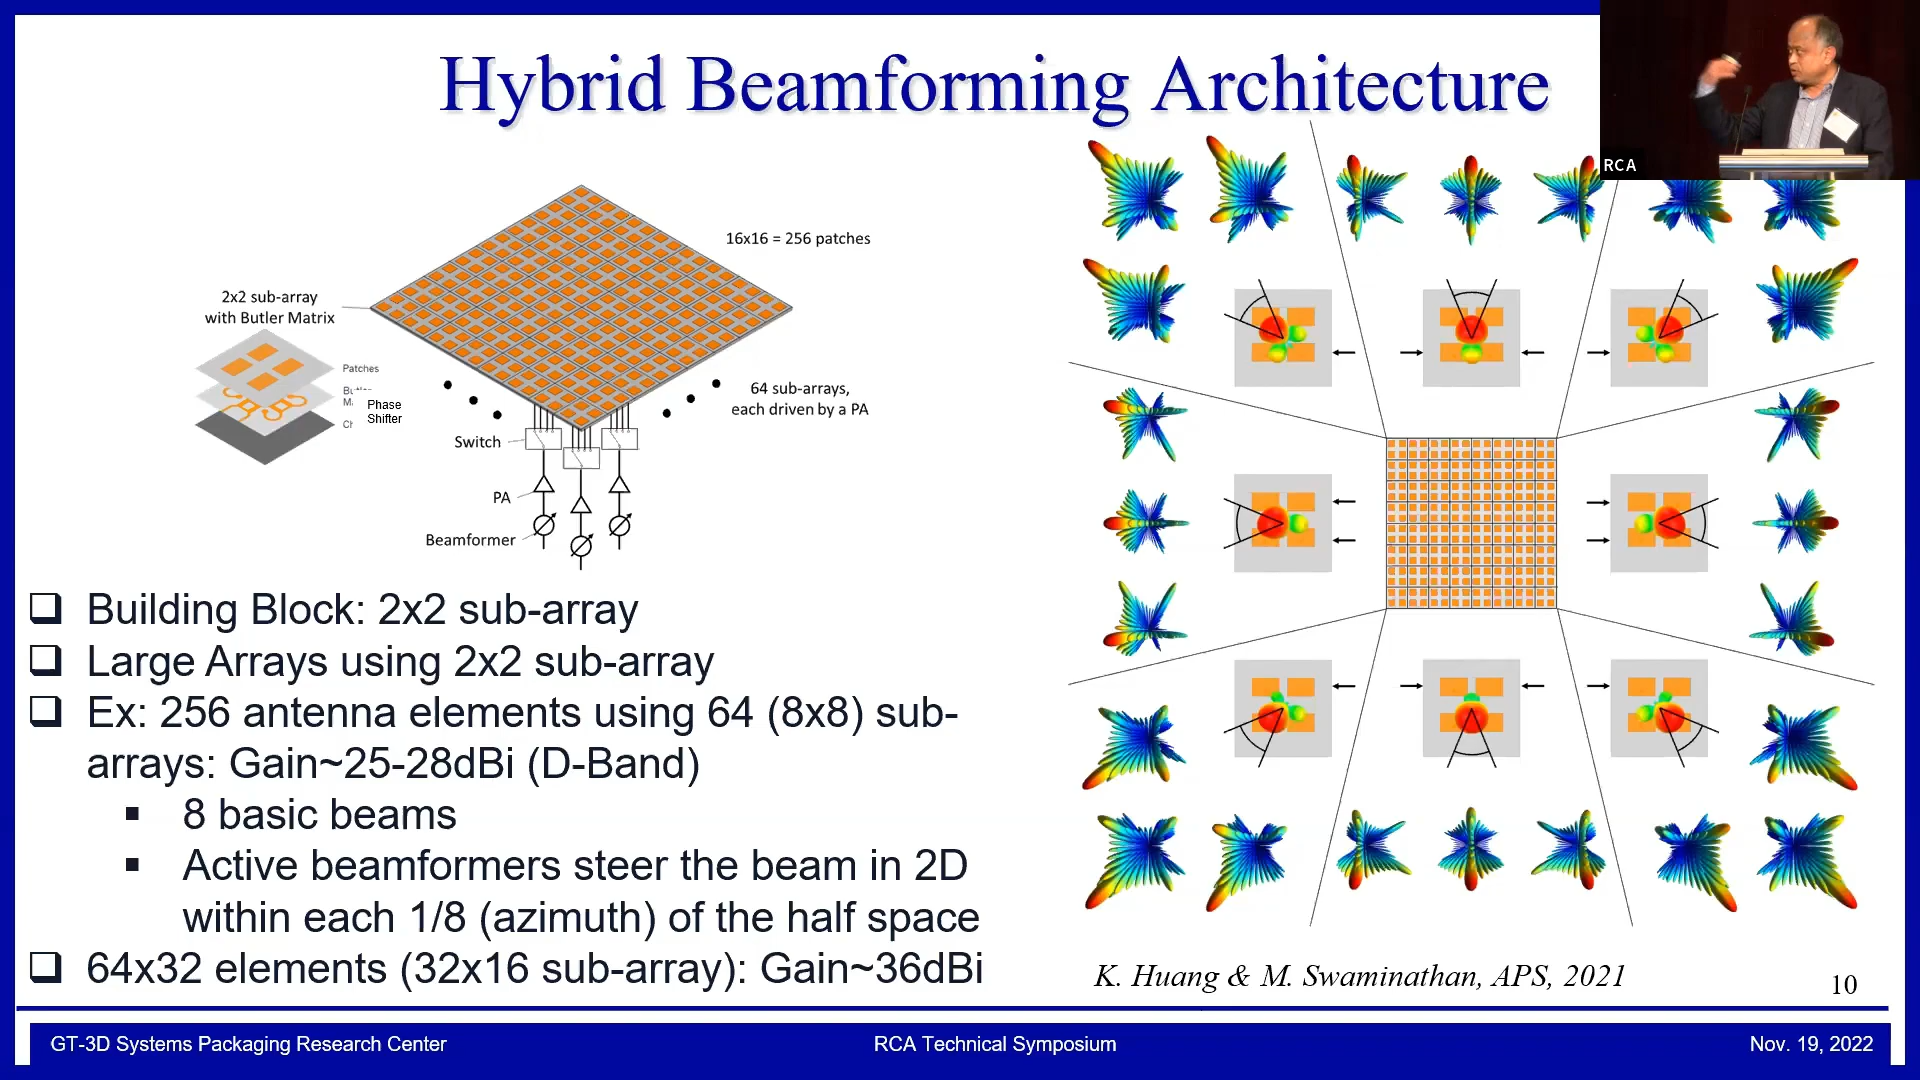 Hybrid Beamforming Architecture
RCA
16x16 = 256 patches
2x2 sub-array
with Butler Matrix
Patches
Phase
Shifter
64 sub-arrays,
each driven by a PA
Switch
PA
Beamformer
❑ Building Block: 2x2 sub-array
❑ Large Arrays using 2x2 sub-array
❑ Ex: 256 antenna elements using 64 (8x8) sub-
arrays: Gain~25-28dBi (D-Band)
▪ 8 basic beams
▪ Active beamformers steer the beam in 2D
within each 1/8 (azimuth) of the half space
❑ 64x32 elements (32x16 sub-array): Gain~36dBi
K. Huang & M. Swaminathan, APS, 2021
10
GT-3D Systems Packaging Research Center
RCA Technical Symposium
Nov. 19, 2022